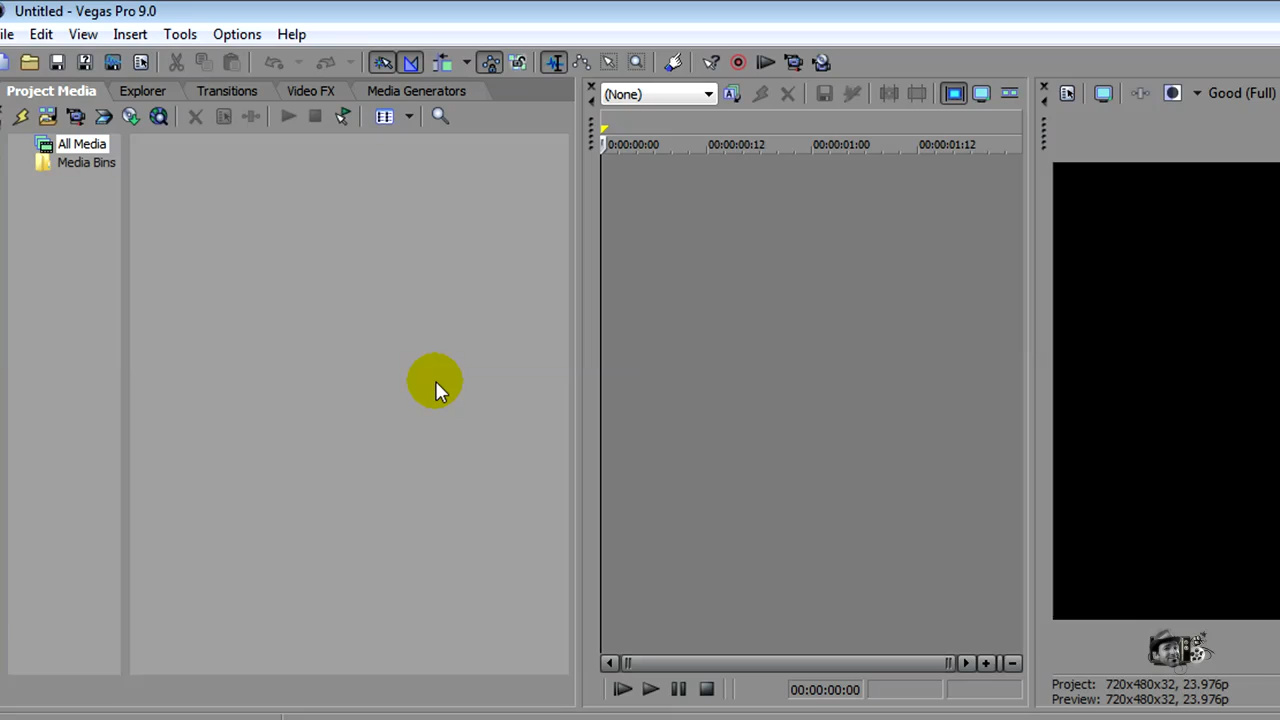 Untitled - Vegas Pro 9.0
ile Edit View Insert Tools Options Help
Project Media Explorer Transitions Video FX Media Generators
(None)
Good (Full)
All Media
Media Bins
0:00:00:00 00:00:00:12 00:00:01:00 00:00:01:12
00:00:00:00
Project: 720x480x32, 23.976p
Preview: 720x480x32, 23.976p